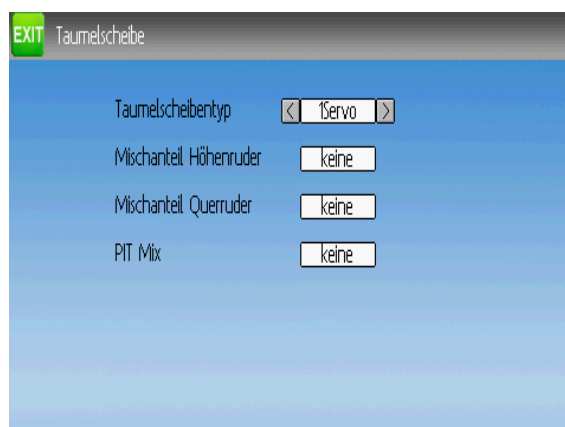 EXIT Taumelscheibe
Taumelscheibentyp < 1Servo >
Mischanteil Höhenruder keine
Mischanteil Querruder keine
PIT Mix keine